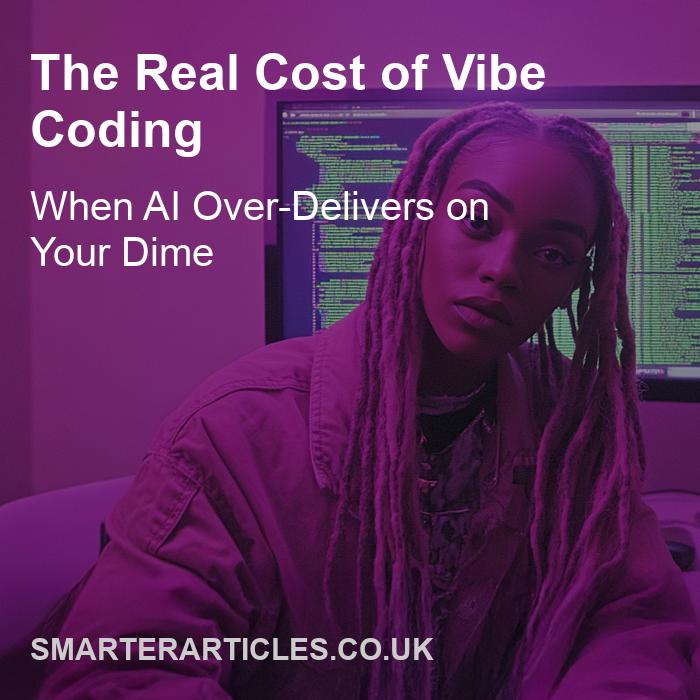 The Real Cost of Vibe
Coding
When AI Over-Delivers on
Your Dime
SMARTERARTICLES.CO.UK